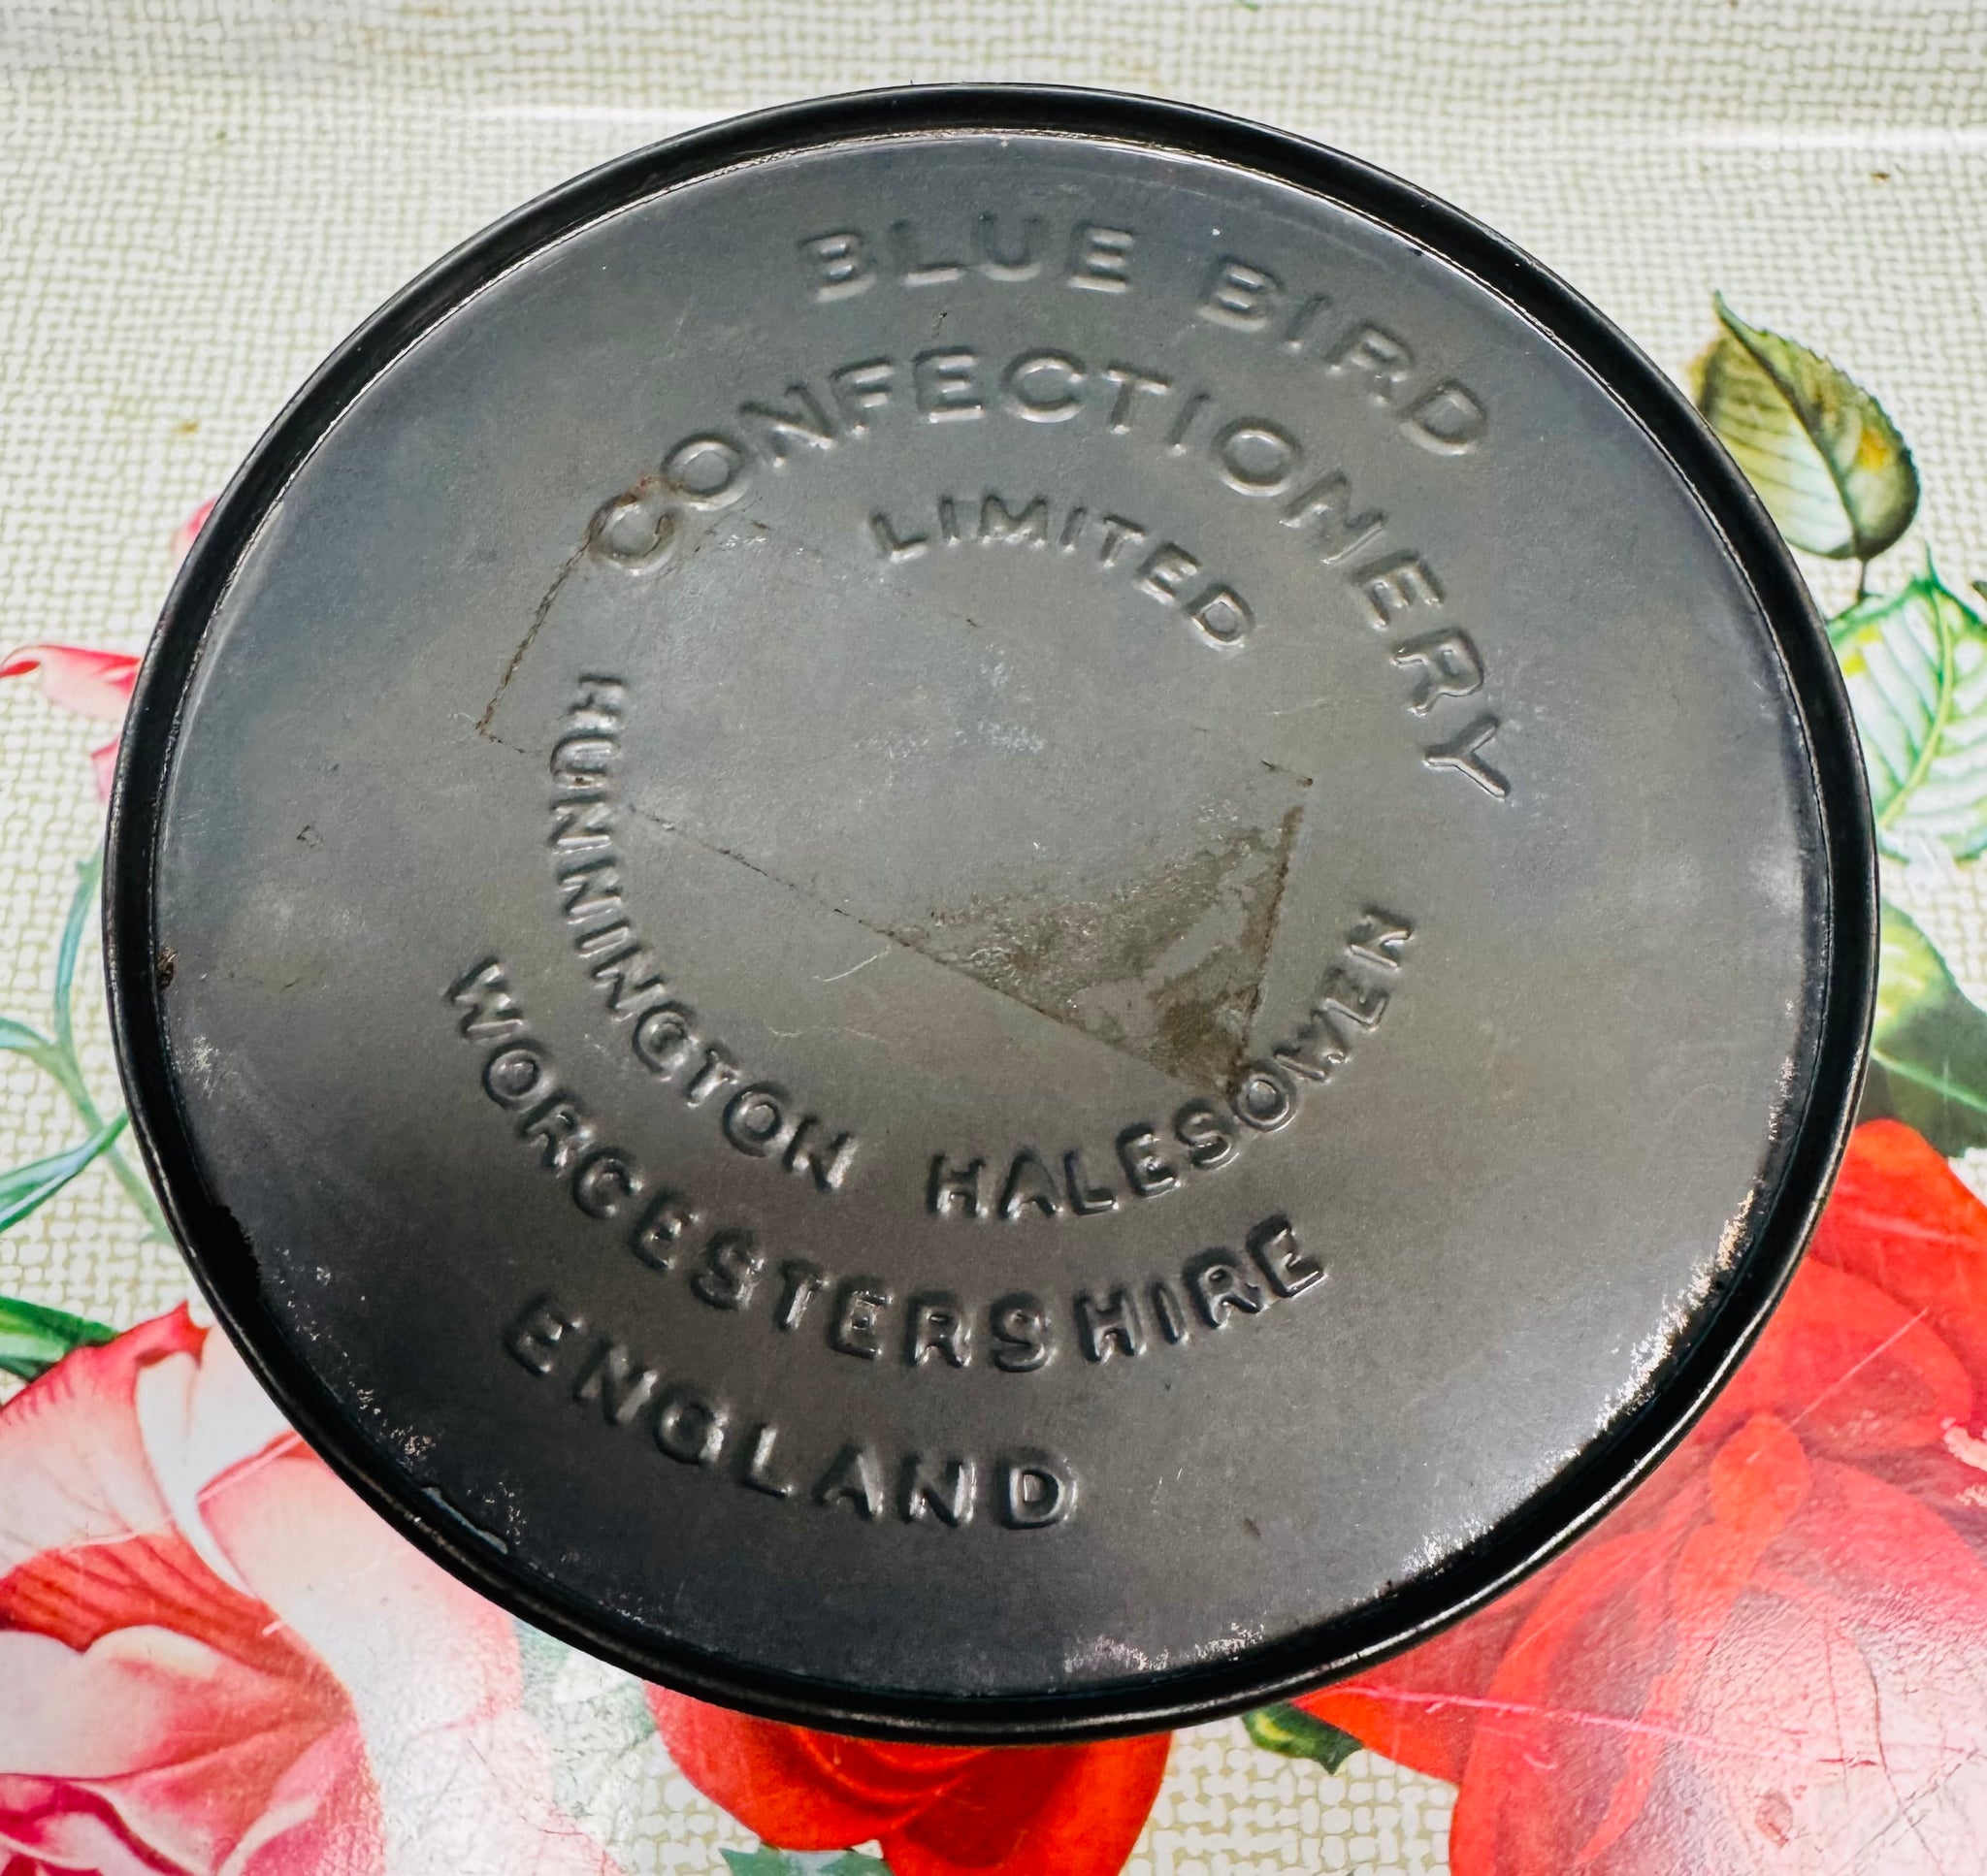 BLUE BIRD
CONFECTIONERY
LIMITED
HUNNINGTON HALESOWEN
WORCESTERSHIRE
ENGLAND